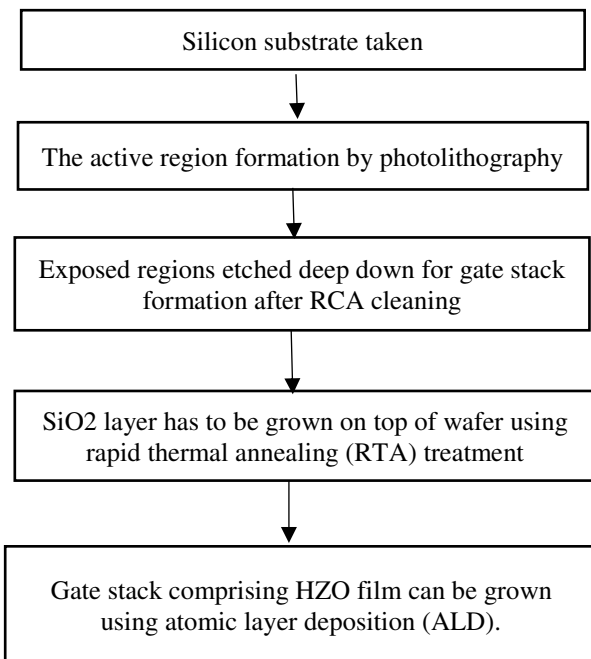 Silicon substrate taken
The active region formation by photolithography
Exposed regions etched deep down for gate stack
formation after RCA cleaning
SiO2 layer has to be grown on top of wafer using
rapid thermal annealing (RTA) treatment
Gate stack comprising HZO film can be grown
using atomic layer deposition (ALD).